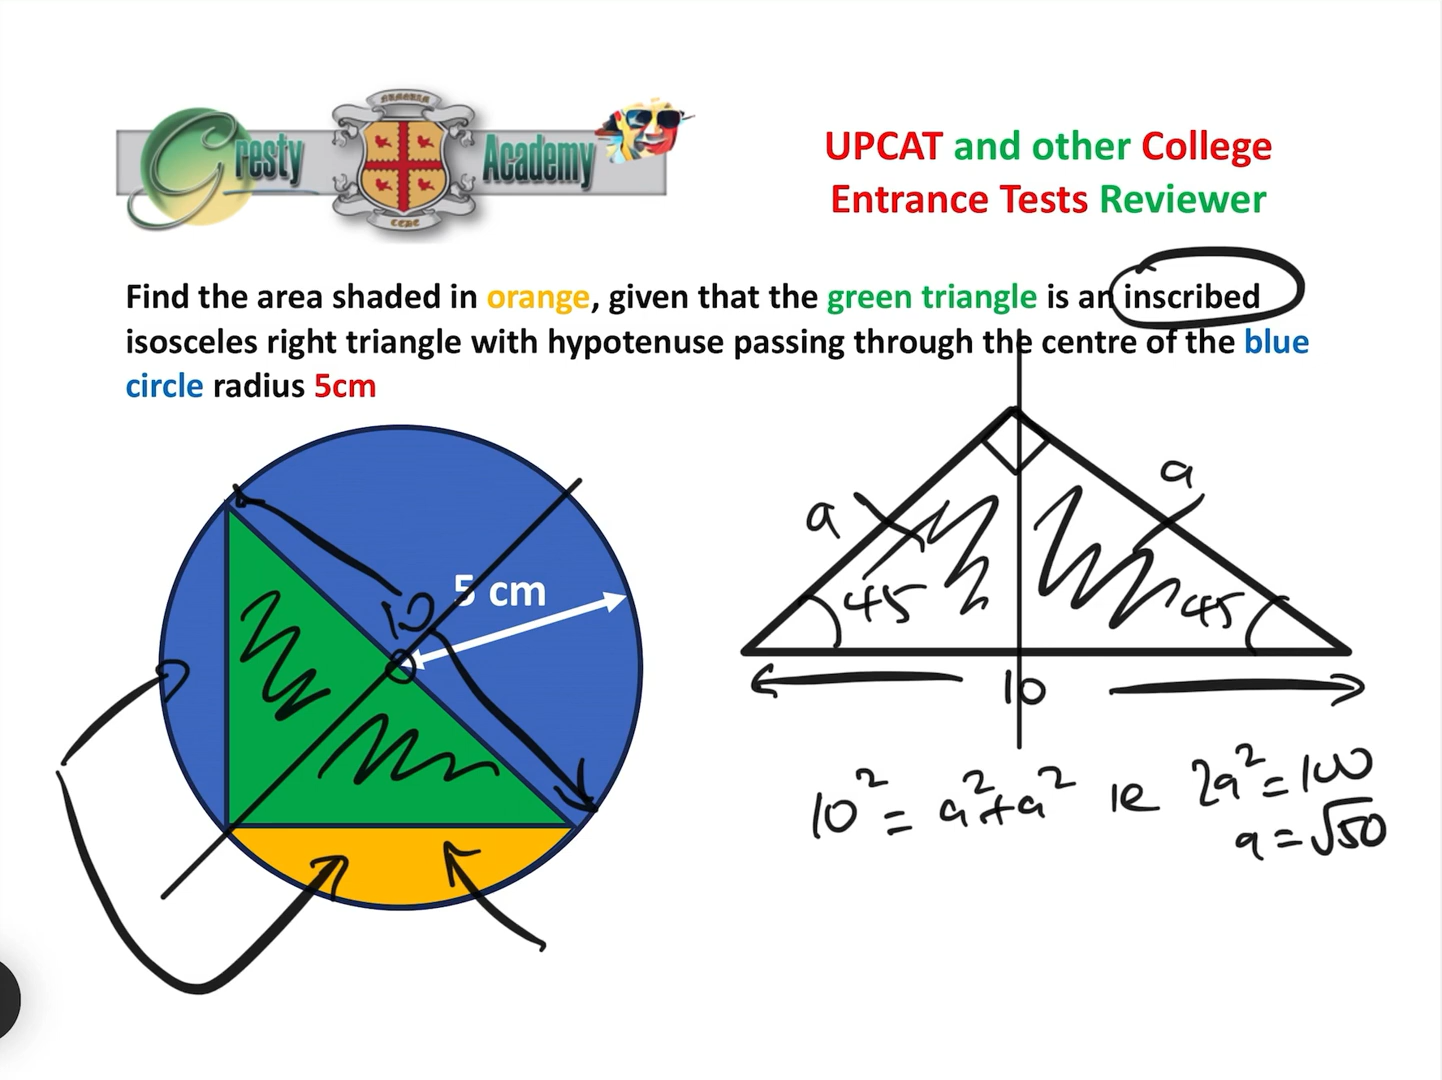 Gresty
NUMORUM
CEDE
Academy
UPCAT and other College
Entrance Tests Reviewer
Find the area shaded in orange, given that the green triangle is an inscribed
isosceles right triangle with hypotenuse passing through the centre of the blue
circle radius 5cm
5 cm
10
a
a
45
45
10
10² = a²+a² ie 2a²=100
a=√50